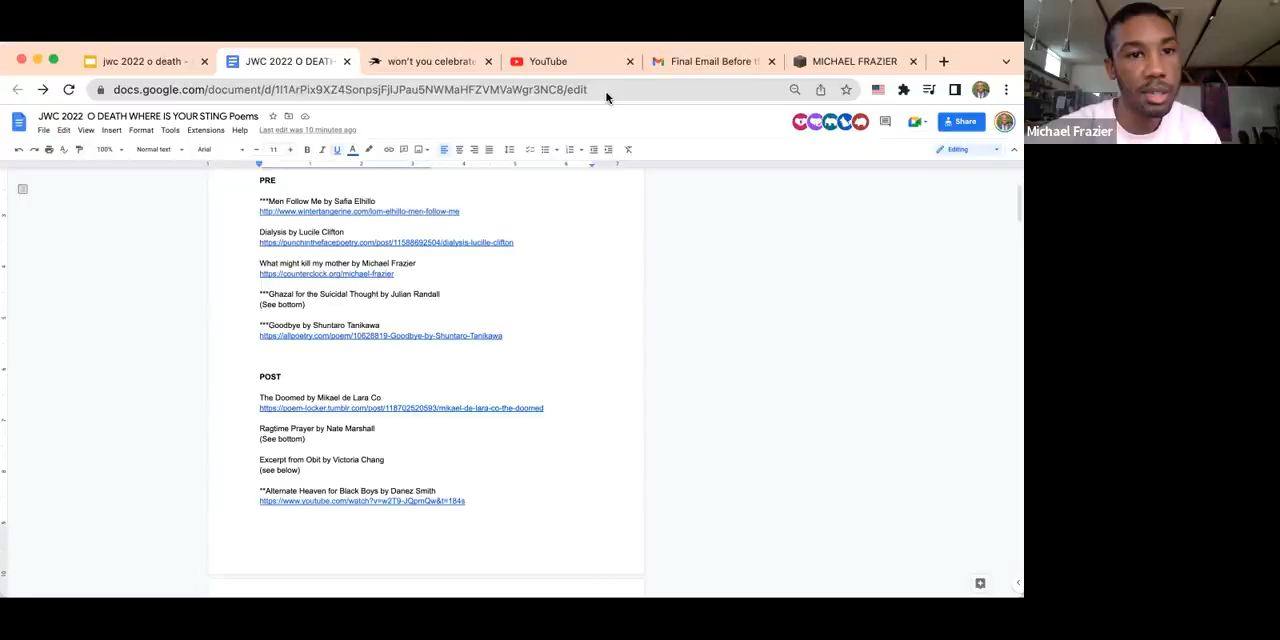 jwc 2022 o death -
JWC 2022 O DEATH
won't you celebrate
YouTube
Final Email Before t
MICHAEL FRAZIER
docs.google.com/document/d/1l1ArPix9XZ4SonpsjFjlJPau5NWMaHFZVMVaWgr3NC8/edit
JWC 2022 O DEATH WHERE IS YOUR STING Poems
File Edit View Insert Format Tools Extensions Help Last edit was 10 minutes ago
Share
100% Normal text Arial 11 Editing
PRE
***Men Follow Me by Safia Elhillo
http://www.wintertangerine.com/iom-elhillo-men-follow-me
Dialysis by Lucile Clifton
https://punchinthefacepoetry.com/post/11588692504/dialysis-lucille-clifton
What might kill my mother by Michael Frazier
https://counterclock.org/michael-frazier
***Ghazal for the Suicidal Thought by Julian Randall
(See bottom)
***Goodbye by Shuntaro Tanikawa
https://allpoetry.com/poem/10628819-Goodbye-by-Shuntaro-Tanikawa
POST
The Doomed by Mikael de Lara Co
https://poem-locker.tumblr.com/post/118702520593/mikael-de-lara-co-the-doomed
Ragtime Prayer by Nate Marshall
(See bottom)
Excerpt from Obit by Victoria Chang
(see below)
**Alternate Heaven for Black Boys by Danez Smith
https://www.youtube.com/watch?v=w2T9-JQpmQw&t=184s
Michael Frazier